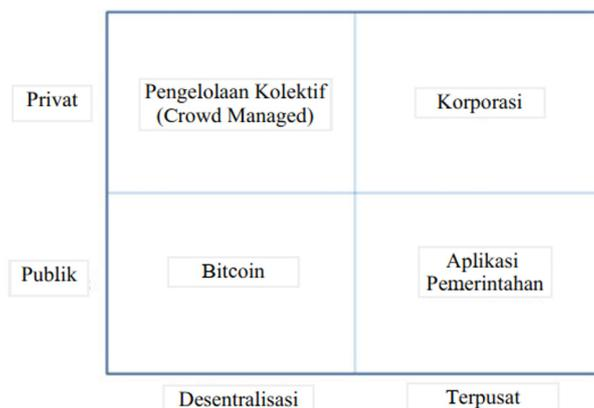 Privat
Pengelolaan Kolektif
(Crowd Managed)
Korporasi
Publik
Bitcoin
Aplikasi
Pemerintahan
Desentralisasi
Terpusat